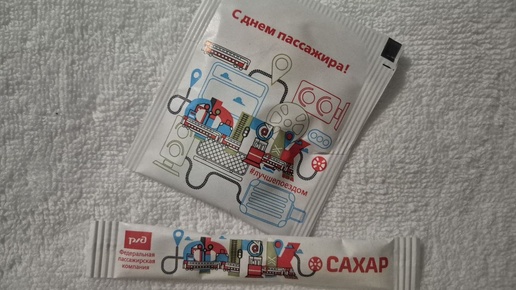 С днем пассажира!
#лучшепоездом
ржд
Федеральная
пассажирская
компания
САХАР